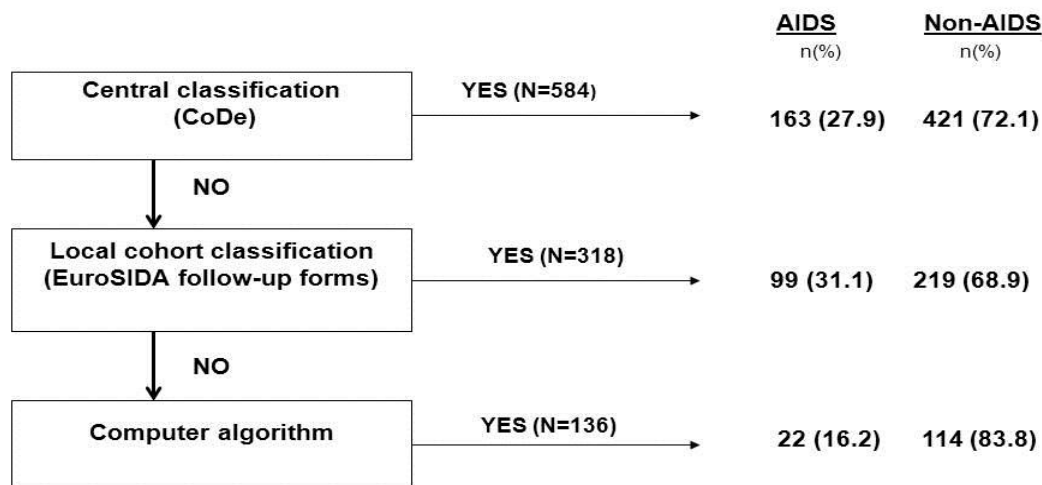 AIDS Non-AIDS
n(%) n(%)
Central classification
(CoDe)
YES (N=584)
163 (27.9) 421 (72.1)
NO
Local cohort classification
(EuroSIDA follow-up forms)
YES (N=318)
99 (31.1) 219 (68.9)
NO
Computer algorithm
YES (N=136)
22 (16.2) 114 (83.8)